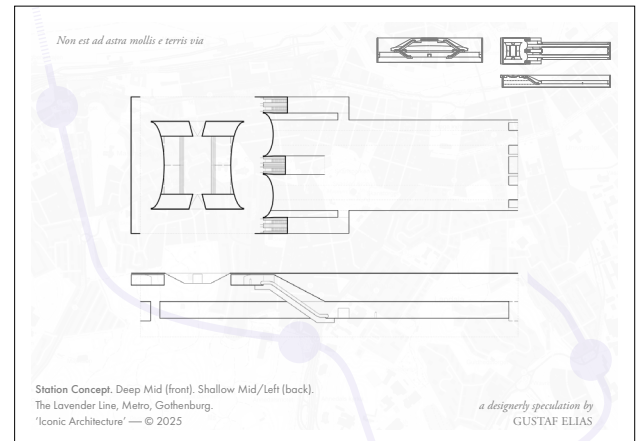 Non est ad astra mollis e terris via
Station Concept. Deep Mid (front). Shallow Mid/Left (back).
The Lavender Line, Metro, Gothenburg.
‘Iconic Architecture’ — © 2025
a designerly speculation by
GUSTAF ELIAS